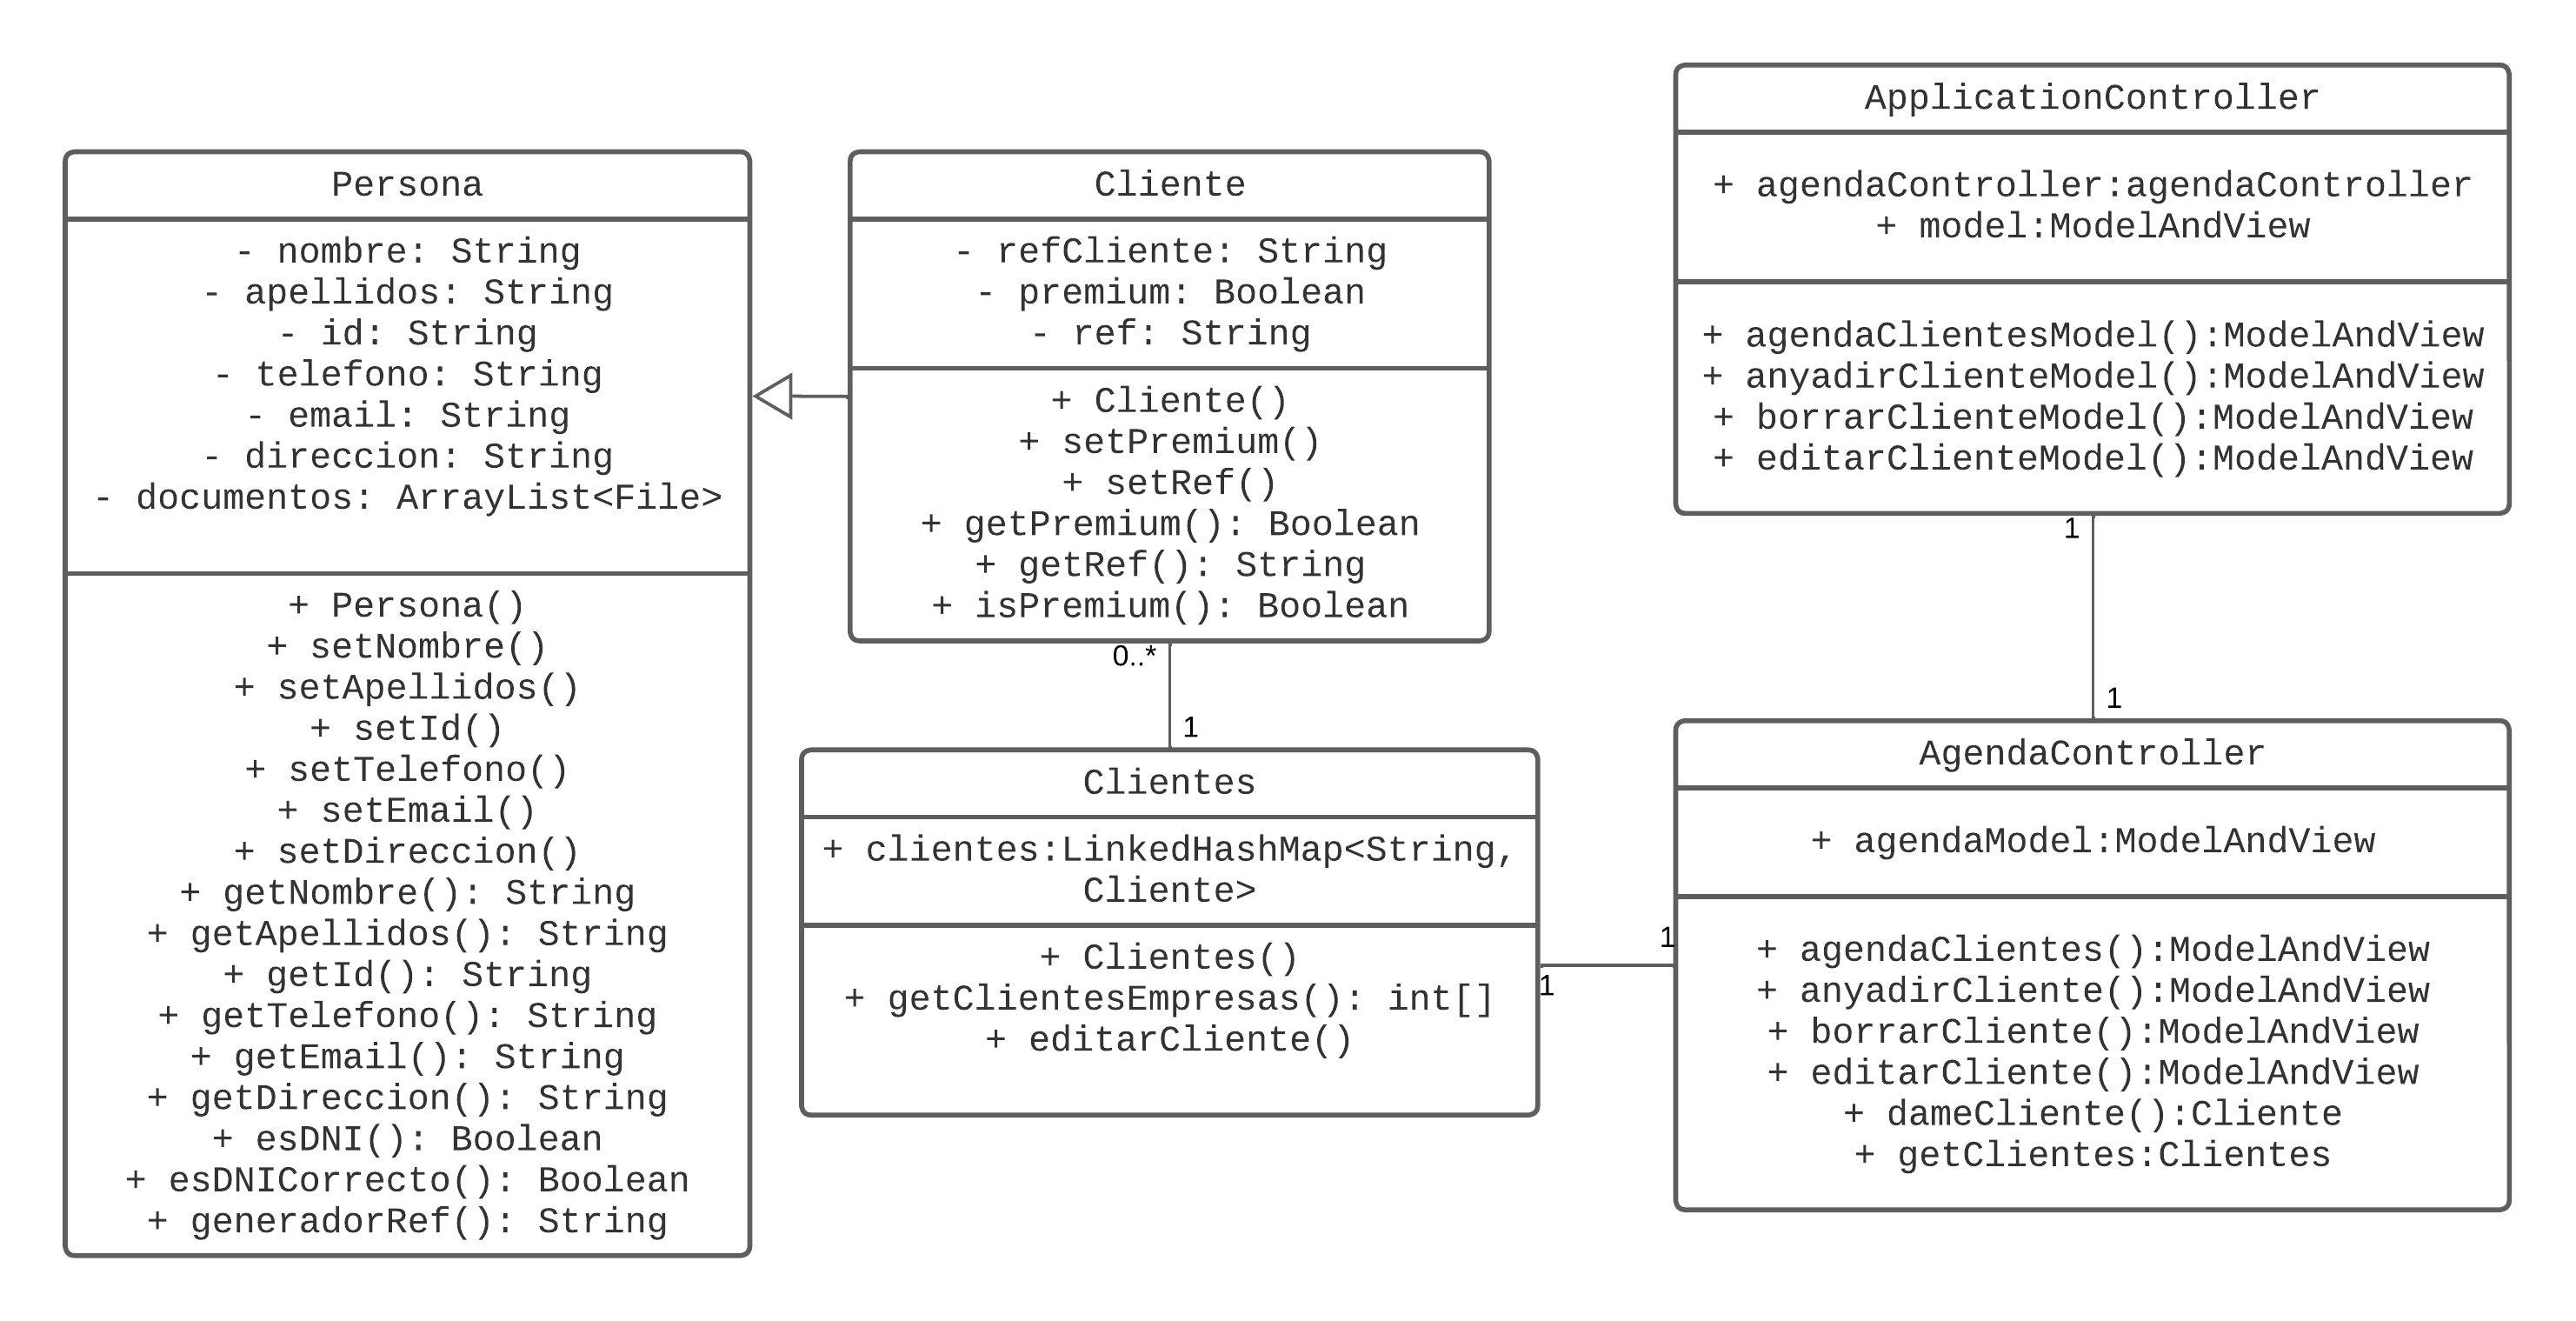 Persona
- nombre: String
- apellidos: String
- id: String
- telefono: String
- email: String
- direccion: String
- documentos: ArrayList<File>
+ Persona()
+ setNombre()
+ setApellidos()
+ setId()
+ setTelefono()
+ setEmail()
+ setDireccion()
+ getNombre(): String
+ getApellidos(): String
+ getId(): String
+ getTelefono(): String
+ getEmail(): String
+ getDireccion(): String
+ esDNI(): Boolean
+ esDNICorrecto(): Boolean
+ generadorRef(): String
Cliente
- refCliente: String
- premium: Boolean
- ref: String
+ Cliente()
+ setPremium()
+ setRef()
+ getPremium(): Boolean
+ getRef(): String
+ isPremium(): Boolean
0..*
1
Clientes
+ clientes:LinkedHashMap<String,
Cliente>
+ Clientes()
+ getClientesEmpresas(): int[]
+ editarCliente()
1
1
ApplicationController
+ agendaController:agendaController
+ model:ModelAndView
+ agendaClientesModel():ModelAndView
+ anyadirClienteModel():ModelAndView
+ borrarClienteModel():ModelAndView
+ editarClienteModel():ModelAndView
1
1
AgendaController
+ agendaModel:ModelAndView
+ agendaClientes():ModelAndView
+ anyadirCliente():ModelAndView
+ borrarCliente():ModelAndView
+ editarCliente():ModelAndView
+ dameCliente():Cliente
+ getClientes:Clientes